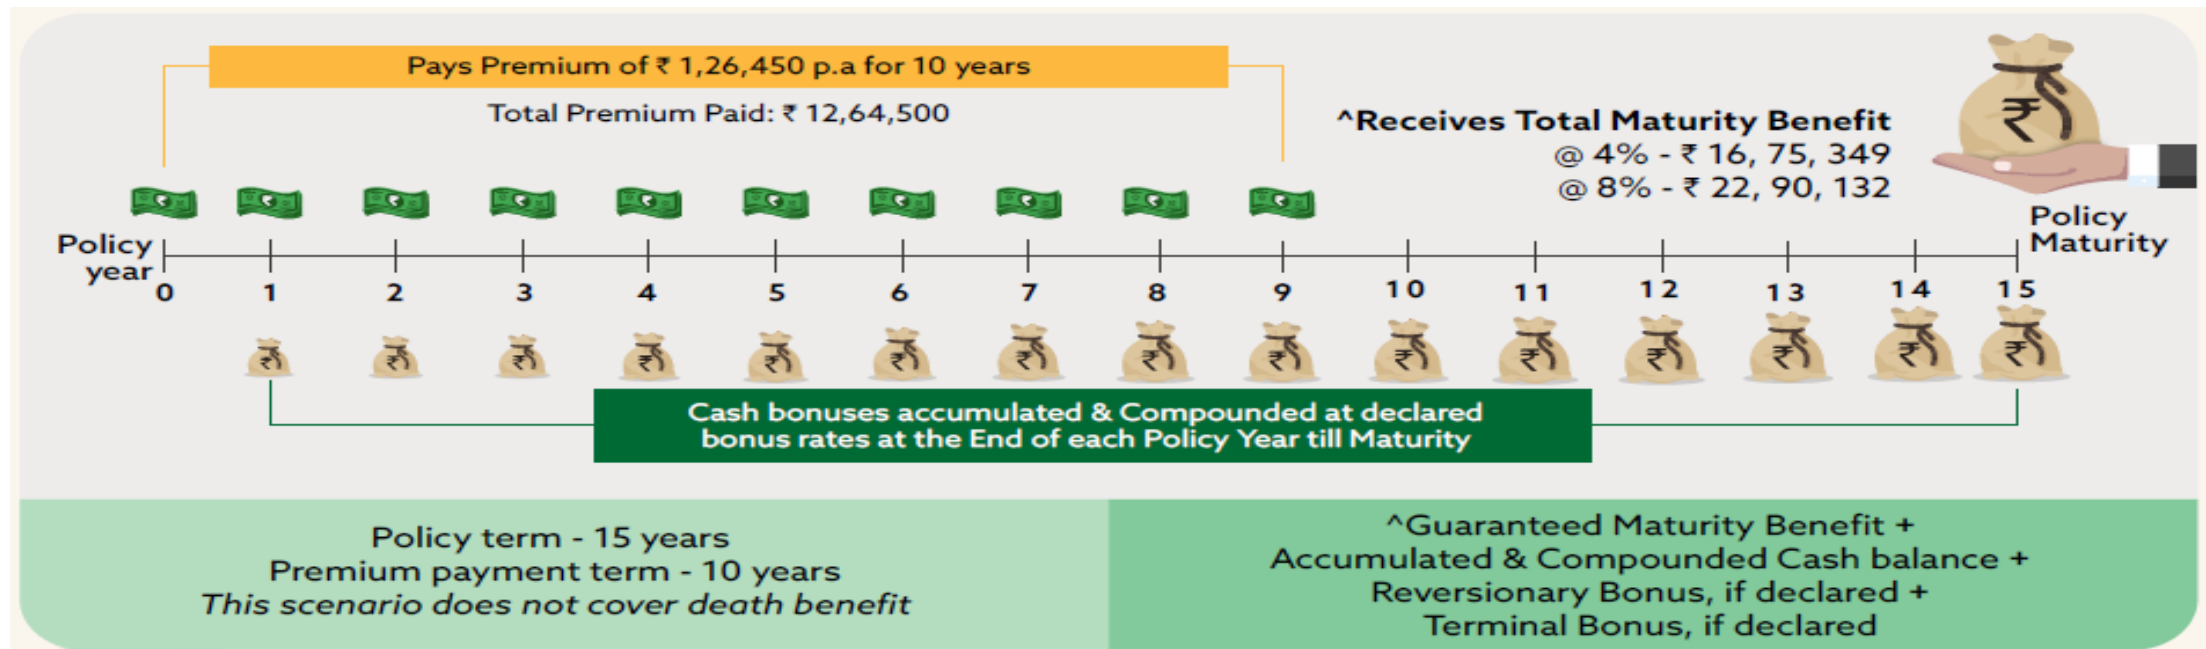 Pays Premium of ₹ 1,26,450 p.a for 10 years
Total Premium Paid: ₹ 12,64,500
^Receives Total Maturity Benefit
@ 4% - ₹ 16, 75, 349
@ 8% - ₹ 22, 90, 132
Policy
Maturity
Policy
year
0 1 2 3 4 5 6 7 8 9 10 11 12 13 14 15
Cash bonuses accumulated & Compounded at declared
bonus rates at the End of each Policy Year till Maturity
Policy term - 15 years
Premium payment term - 10 years
This scenario does not cover death benefit
^Guaranteed Maturity Benefit +
Accumulated & Compounded Cash balance +
Reversionary Bonus, if declared +
Terminal Bonus, if declared